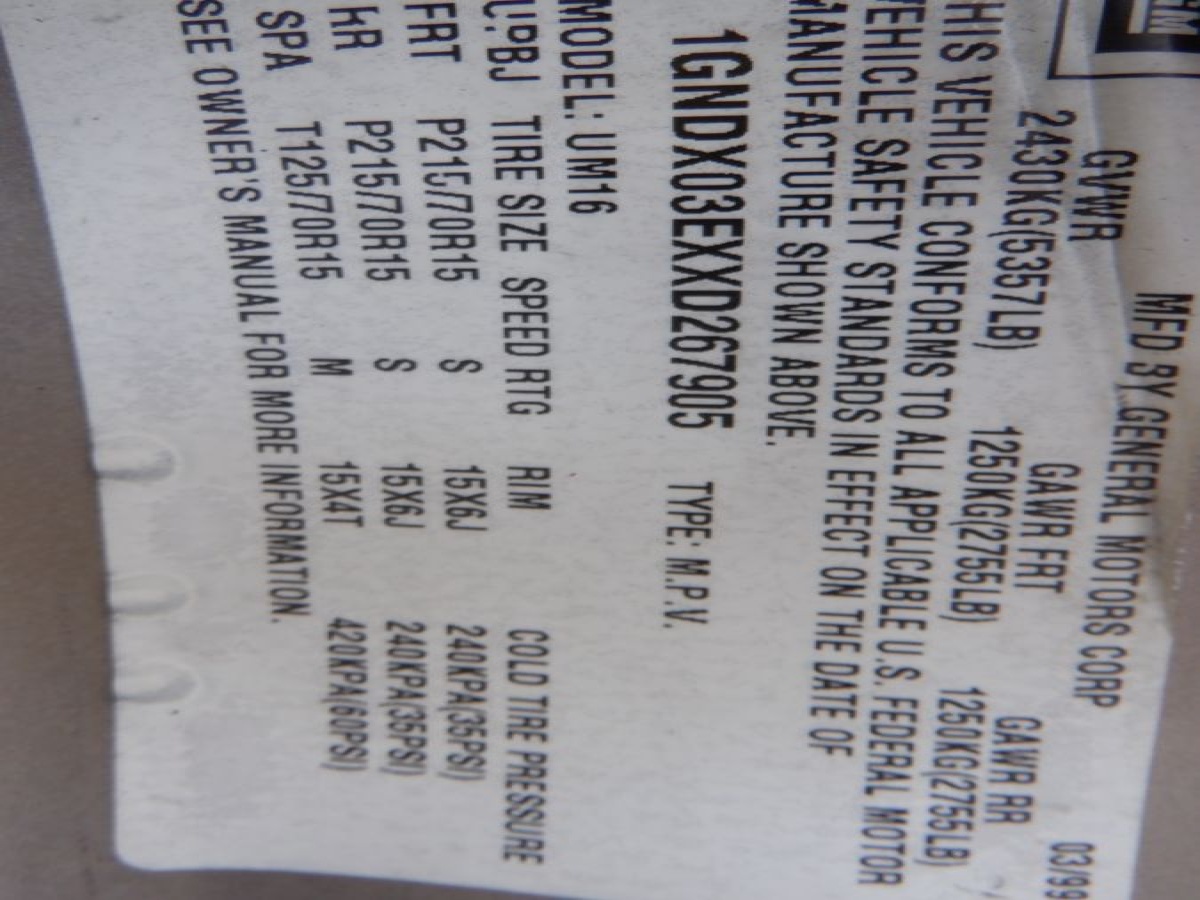 GM
MFD BY GENERAL MOTORS CORP 03/99
GVWR GAWR FRT GAWR RR
2430KG(5357LB) 1250KG(2755LB) 1250KG(2755LB)
HIS VEHICLE CONFORMS TO ALL APPLICABLE U.S. FEDERAL MOTOR
VEHICLE SAFETY STANDARDS IN EFFECT ON THE DATE OF
MANUFACTURE SHOWN ABOVE.
1GNDX03EXXD267905 TYPE: M.P.V.
MODEL: UM16
TIRE SIZE SPEED RTG RIM COLD TIRE PRESSURE
FRT P215/70R15 S 15X6J 240KPA(35PSI)
RR P215/70R15 S 15X6J 240KPA(35PSI)
SPA T125/70R15 M 15X4T 420KPA(60PSI)
SEE OWNER'S MANUAL FOR MORE INFORMATION.